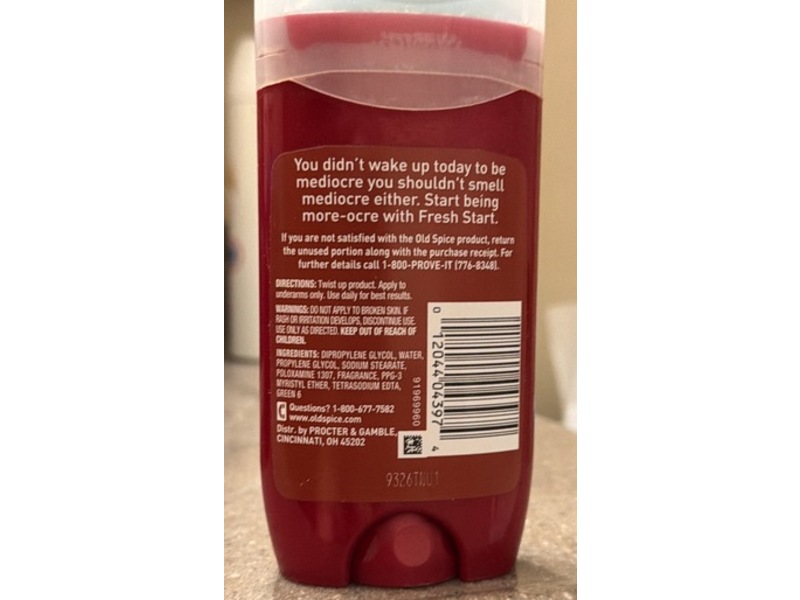 You didn't wake up today to be
mediocre you shouldn't smell
mediocre either. Start being
more-ocre with Fresh Start.
If you are not satisfied with the Old Spice product, return
the unused portion along with the purchase receipt. For
further details call 1-800-PROVE-IT (776-8348).
DIRECTIONS: Twist up product. Apply to
underarms only. Use daily for best results.
WARNINGS: DO NOT APPLY TO BROKEN SKIN. IF
RASH OR IRRITATION DEVELOPS, DISCONTINUE USE.
USE ONLY AS DIRECTED. KEEP OUT OF REACH OF
CHILDREN.
INGREDIENTS: DIPROPYLENE GLYCOL, WATER,
PROPYLENE GLYCOL, SODIUM STEARATE,
POLOXAMINE 1307, FRAGRANCE, PPG-3
MYRISTYL ETHER, TETRASODIUM EDTA,
GREEN 6
Questions? 1-800-677-7582
www.oldspice.com
Distr. by PROCTER & GAMBLE,
CINCINNATI, OH 45202
91969960
0 12044 04397 4